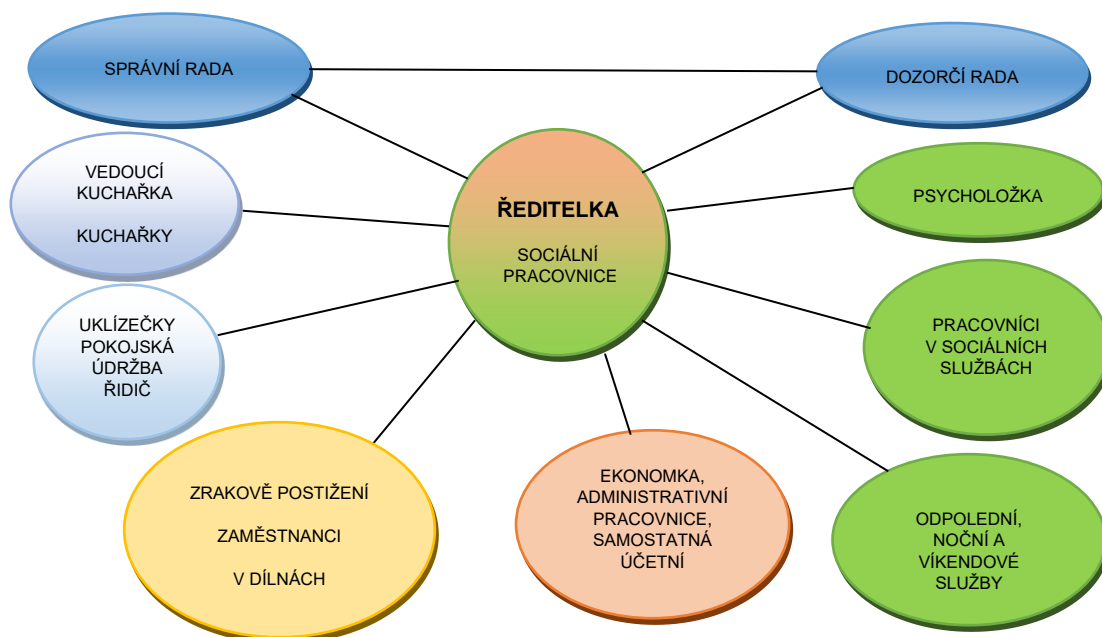 SPRÁVNÍ RADA
DOZORČÍ RADA
VEDOUCÍ
KUCHAŘKA
KUCHAŘKY
ŘEDITELKA
SOCIÁLNÍ
PRACOVNICE
PSYCHOLOŽKA
UKLÍZEČKY
POKOJSKÁ
ÚDRŽBA
ŘIDIČ
PRACOVNÍCI
V SOCIÁLNÍCH
SLUŽBÁCH
ZRAKOVĚ POSTIŽENÍ
ZAMĚSTNANCI
V DÍLNÁCH
EKONOMKA,
ADMINISTRATIVNÍ
PRACOVNICE,
SAMOSTATNÁ
ÚČETNÍ
ODPOLEDNÍ,
NOČNÍ A
VÍKENDOVÉ
SLUŽBY